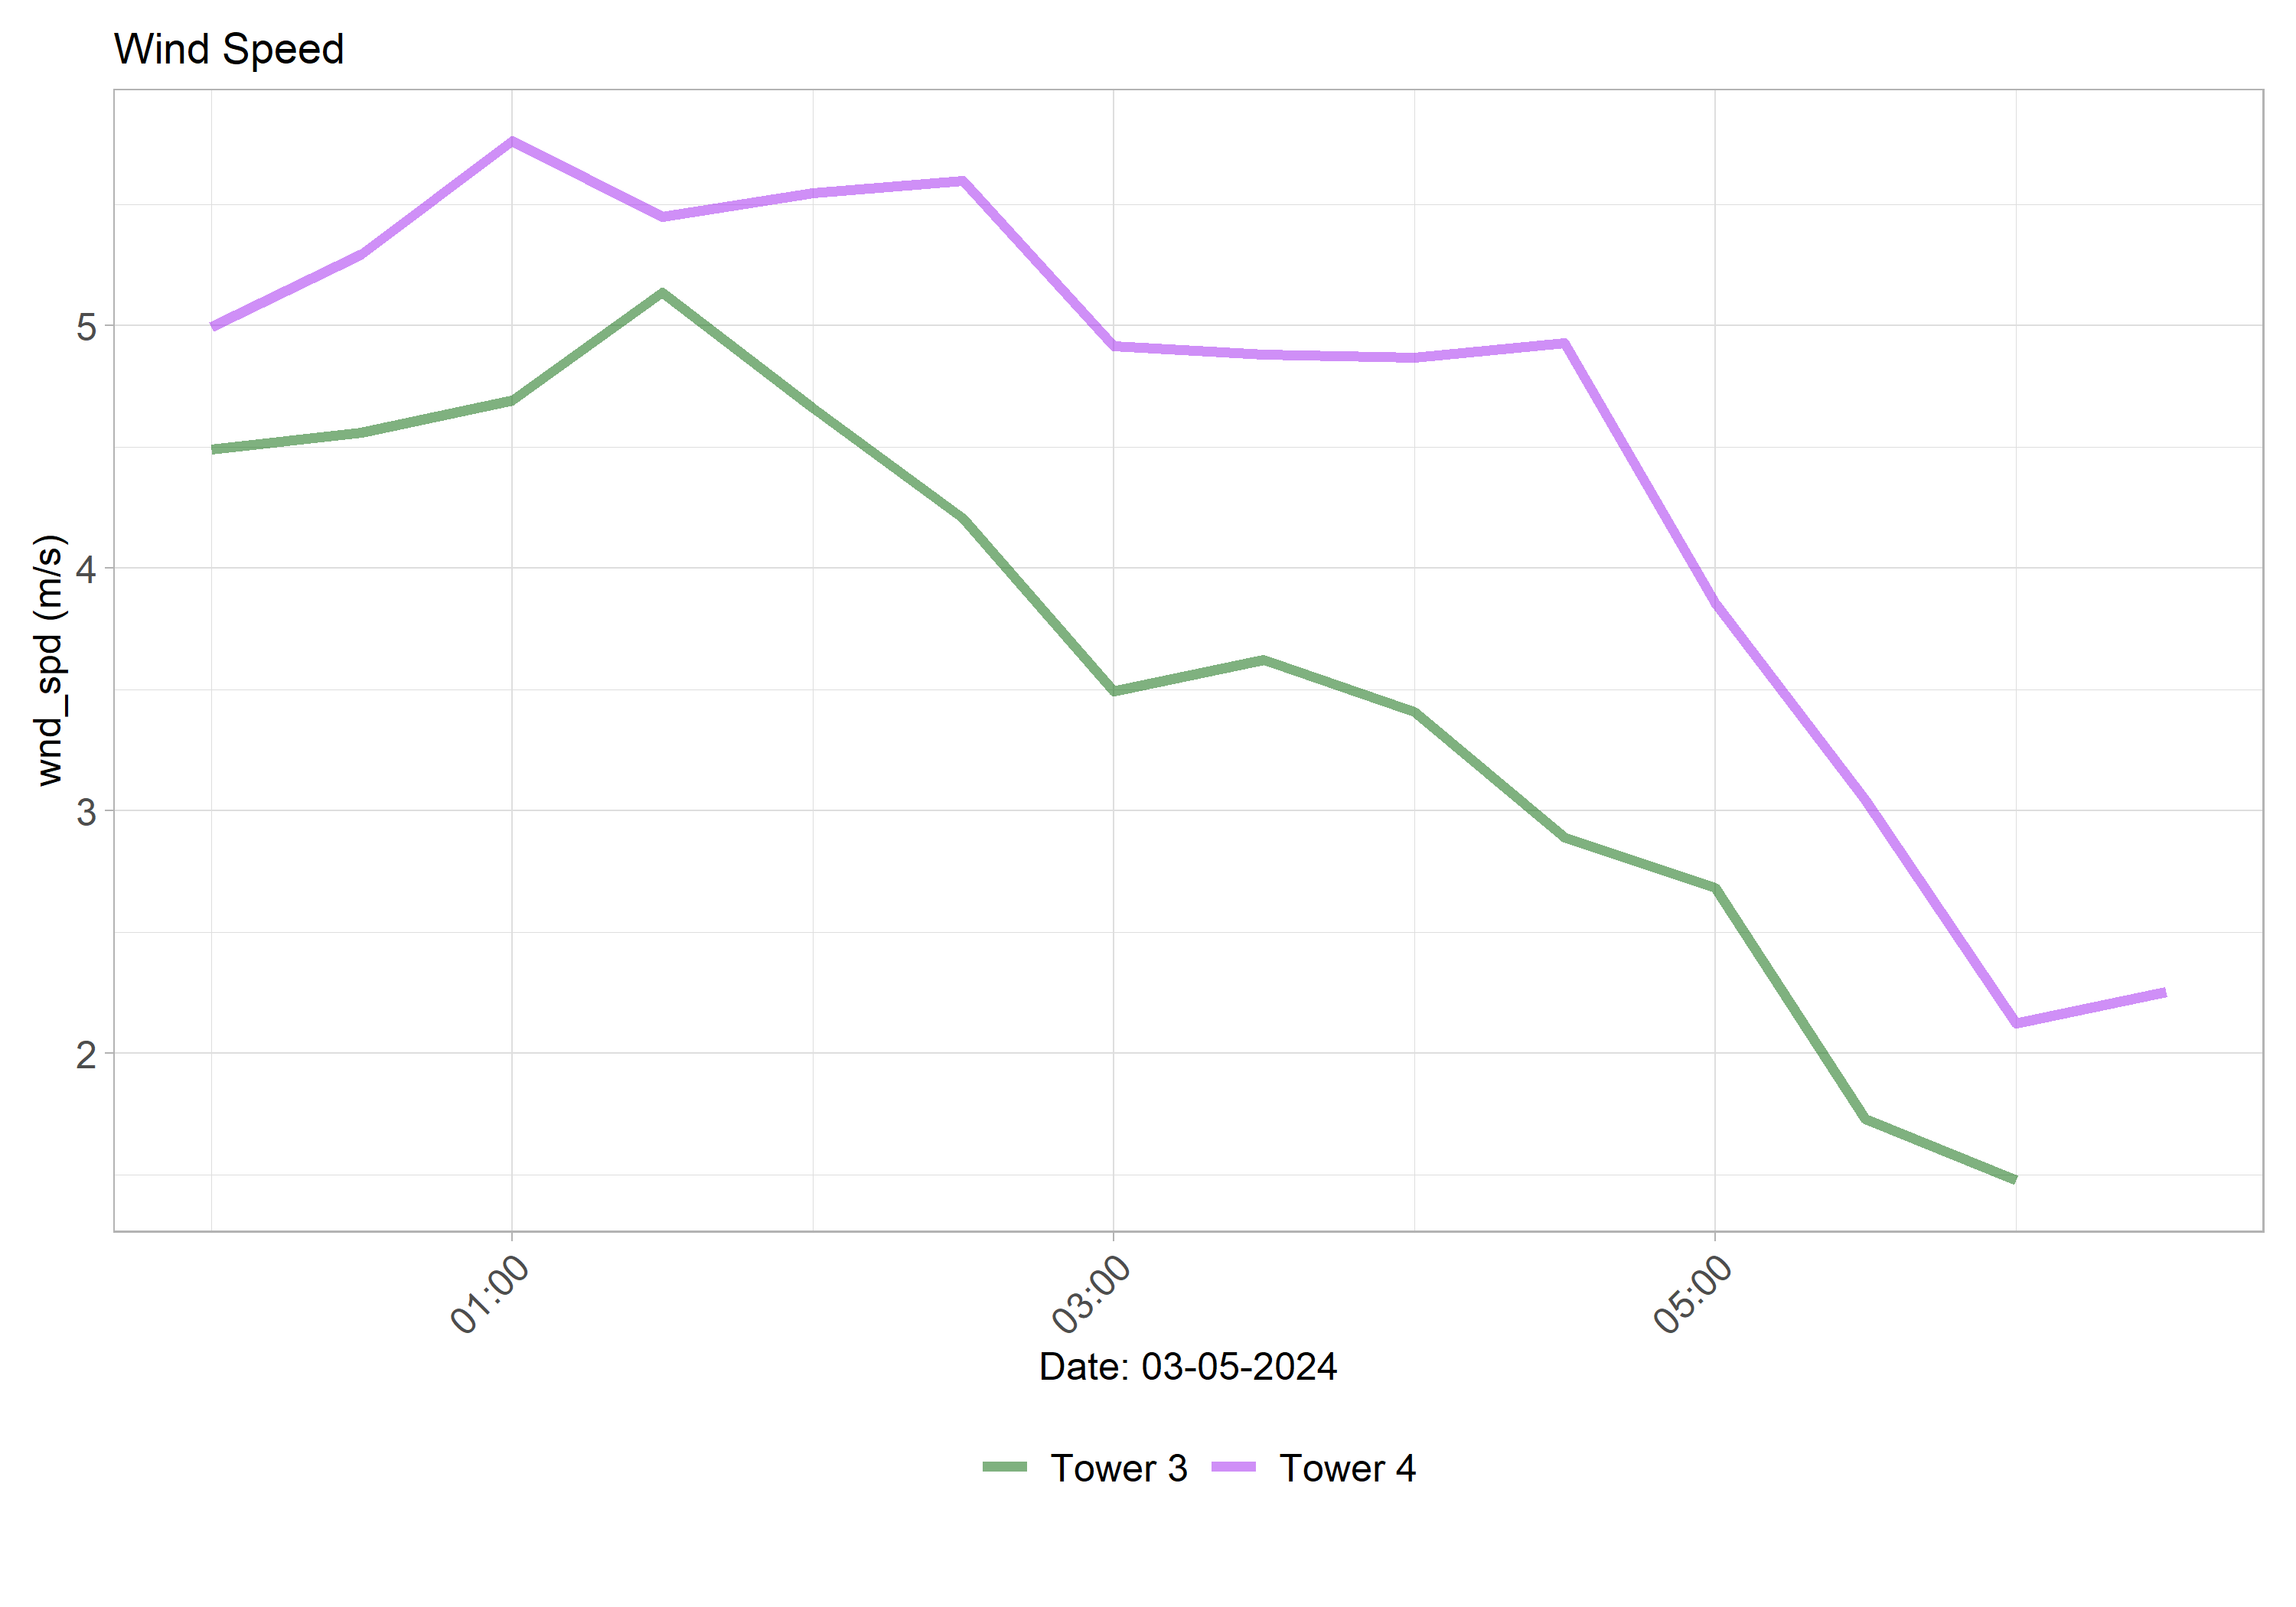 Wind Speed
wnd_spd (m/s)
5
4
3
2
01:00 03:00 05:00
Date: 03-05-2024
Tower 3 Tower 4